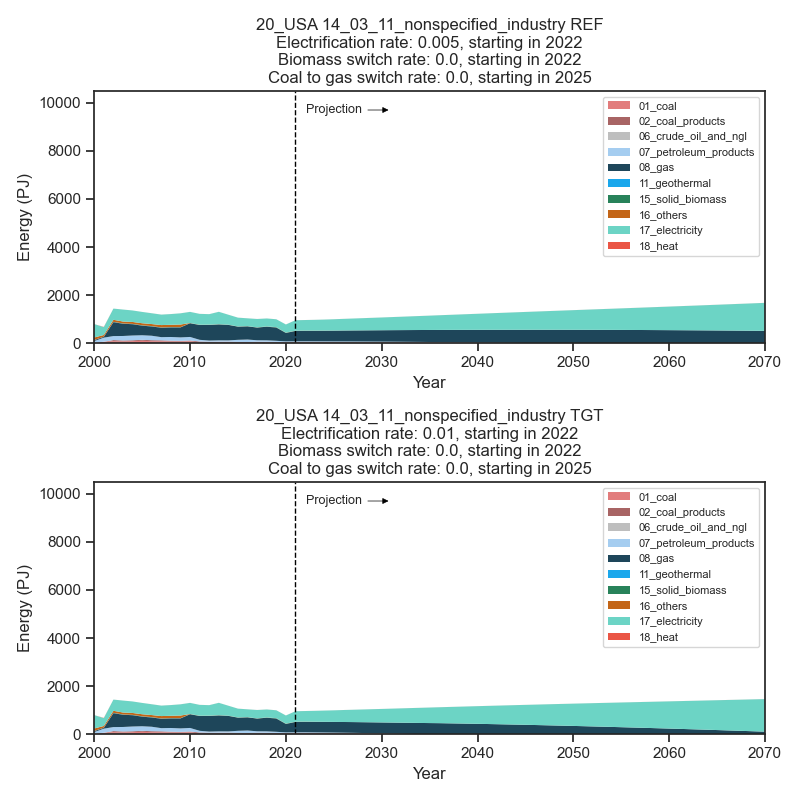 20_USA 14_03_11_nonspecified_industry REF
Electrification rate: 0.005, starting in 2022
Biomass switch rate: 0.0, starting in 2022
Coal to gas switch rate: 0.0, starting in 2025
Energy (PJ)
10000
8000
6000
4000
2000
0
Projection
01_coal
02_coal_products
06_crude_oil_and_ngl
07_petroleum_products
08_gas
11_geothermal
15_solid_biomass
16_others
17_electricity
18_heat
2000 2010 2020 2030 2040 2050 2060 2070
Year
20_USA 14_03_11_nonspecified_industry TGT
Electrification rate: 0.01, starting in 2022
Biomass switch rate: 0.0, starting in 2022
Coal to gas switch rate: 0.0, starting in 2025
Energy (PJ)
10000
8000
6000
4000
2000
0
Projection
01_coal
02_coal_products
06_crude_oil_and_ngl
07_petroleum_products
08_gas
11_geothermal
15_solid_biomass
16_others
17_electricity
18_heat
2000 2010 2020 2030 2040 2050 2060 2070
Year